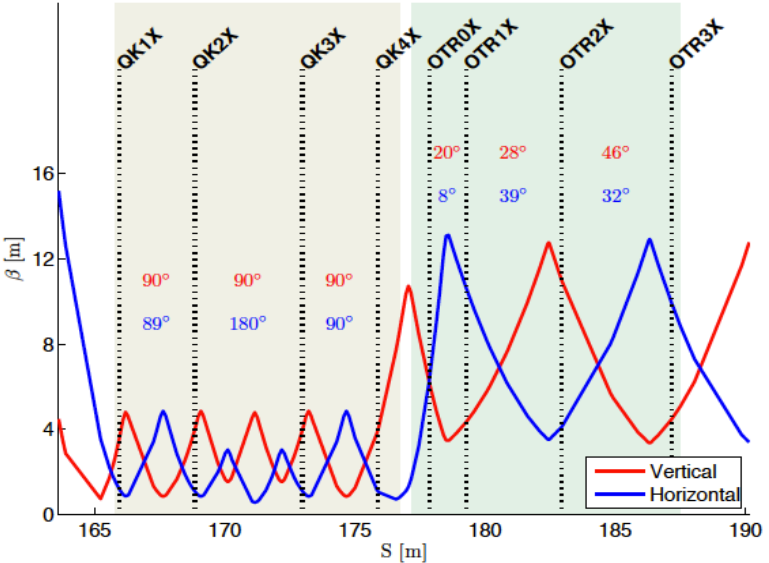 QK1X QK2X QK3X QK4X OTR0X OTR1X OTR2X OTR3X
20° 28° 46°
8° 39° 32°
90° 90° 90°
89° 180° 90°
16
12
8
4
0
β [m]
165 170 175 180 185 190
S [m]
Vertical
Horizontal